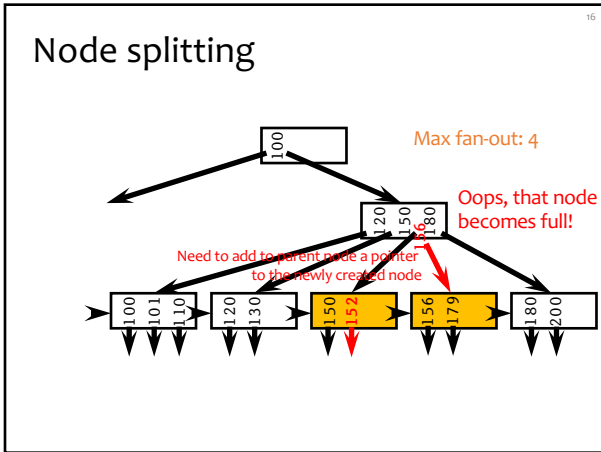 16
Node splitting
100
Max fan-out: 4
Oops, that node
becomes full!
120 150 156 180
Need to add to parent node a pointer
to the newly created node
100 101 110 120 130 150 152 156 179 180 200